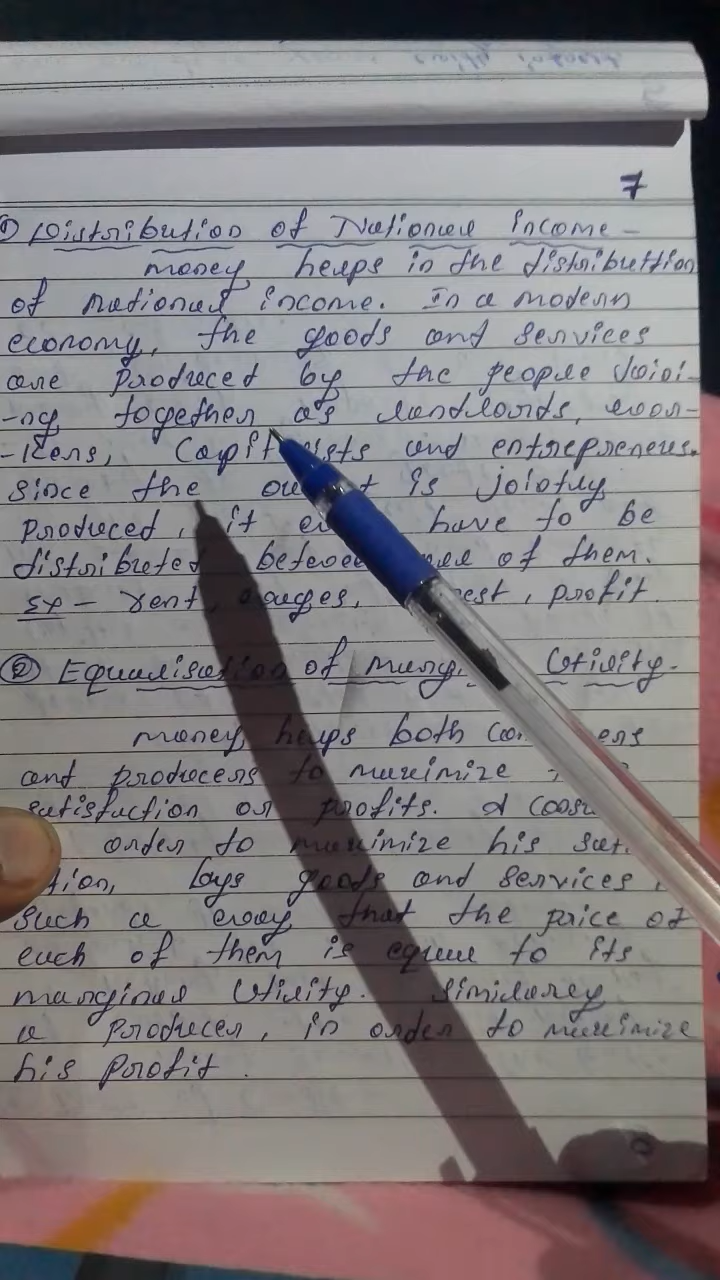 7
① Distribution of National income -
money helps in the distribution
of national income. In a modern
economy, the goods and services
are produced by the people joini-
-ng together as landlords, wor-
-kers, and entrepreneurs.
since the is jointly
produced, it have to be
distributed of them.
Ex - rent, wages, , profit.
② Equalisation of Utility.
money helps both
and producers to maximize
satisfaction or profits. A
order to maximize his
goods and services
such a way that the price of
each of them is equal to its
marginal Utility. Similarly
a producer, in order to maximize
his profit.